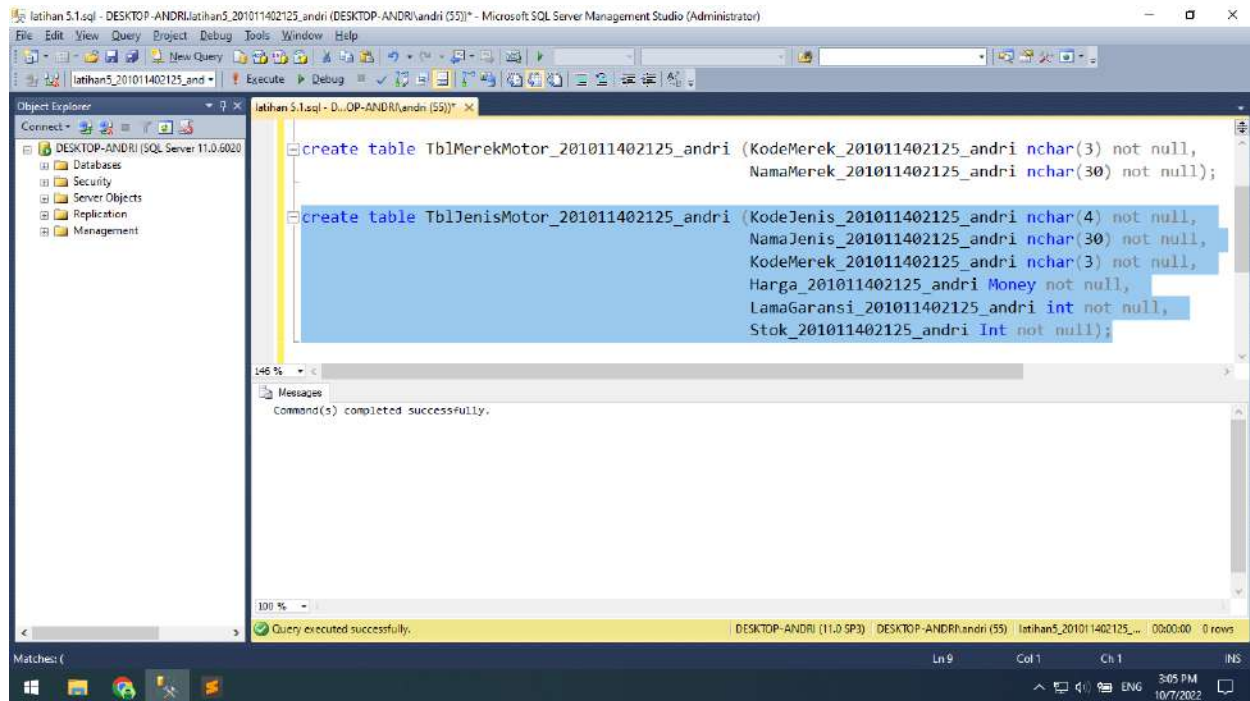 latihan 5.1.sql - DESKTOP-ANDRI.latihan5_201011402125_andri (DESKTOP-ANDRI\andri (55))* - Microsoft SQL Server Management Studio (Administrator)
File Edit View Query Project Debug Tools Window Help
New Query
latihan5_201011402125_and Execute Debug
Object Explorer
latihan 5.1.sql - D...OP-ANDRI\andri (55))*
Connect
DESKTOP-ANDRI (SQL Server 11.0.6020
Databases
Security
Server Objects
Replication
Management
create table TblMerekMotor_201011402125_andri (KodeMerek_201011402125_andri nchar(3) not null,
NamaMerek_201011402125_andri nchar(30) not null);
create table TblJenisMotor_201011402125_andri (KodeJenis_201011402125_andri nchar(4) not null,
NamaJenis_201011402125_andri nchar(30) not null,
KodeMerek_201011402125_andri nchar(3) not null,
Harga_201011402125_andri Money not null,
LamaGaransi_201011402125_andri int not null,
Stok_201011402125_andri Int not null);
146 %
Messages
Command(s) completed successfully.
100 %
Query executed successfully. DESKTOP-ANDRI (11.0 SP3) DESKTOP-ANDRI\andri (55) latihan5_201011402125_... 00:00:00 0 rows
Matches: ( Ln 9 Col 1 Ch 1 INS
ENG 3:05 PM
10/7/2022